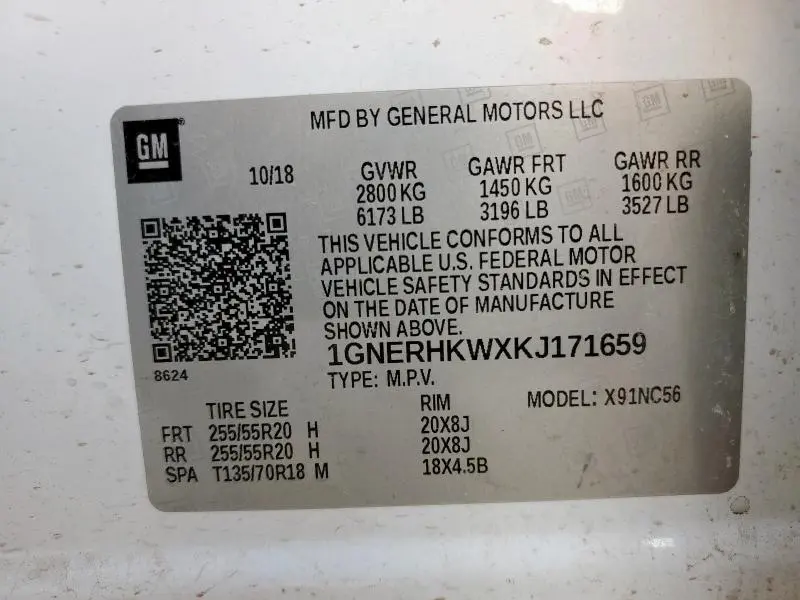 MFD BY GENERAL MOTORS LLC
GM
10/18 GVWR GAWR FRT GAWR RR
2800 KG 1450 KG 1600 KG
6173 LB 3196 LB 3527 LB
THIS VEHICLE CONFORMS TO ALL
APPLICABLE U.S. FEDERAL MOTOR
VEHICLE SAFETY STANDARDS IN EFFECT
ON THE DATE OF MANUFACTURE
SHOWN ABOVE.
1GNERHKWXKJ171659
8624
TYPE: M.P.V.
TIRE SIZE RIM MODEL: X91NC56
FRT 255/55R20 H 20X8J
RR 255/55R20 H 20X8J
SPA T135/70R18 M 18X4.5B